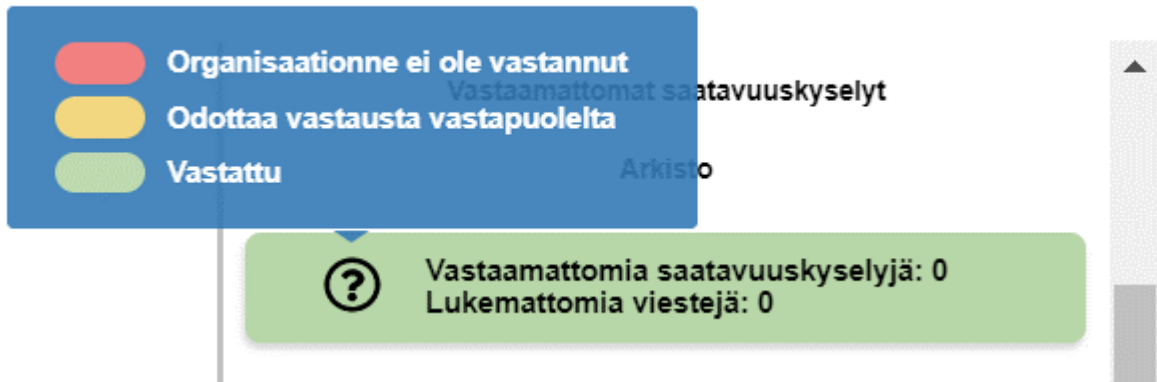 Organisaationne ei ole vastannut
Odottaa vastausta vastapuolelta
Vastattu
Vastaamattomat saatavuuskyselyt
Arkisto
Vastaamattomia saatavuuskyselyjä: 0
Lukemattomia viestejä: 0